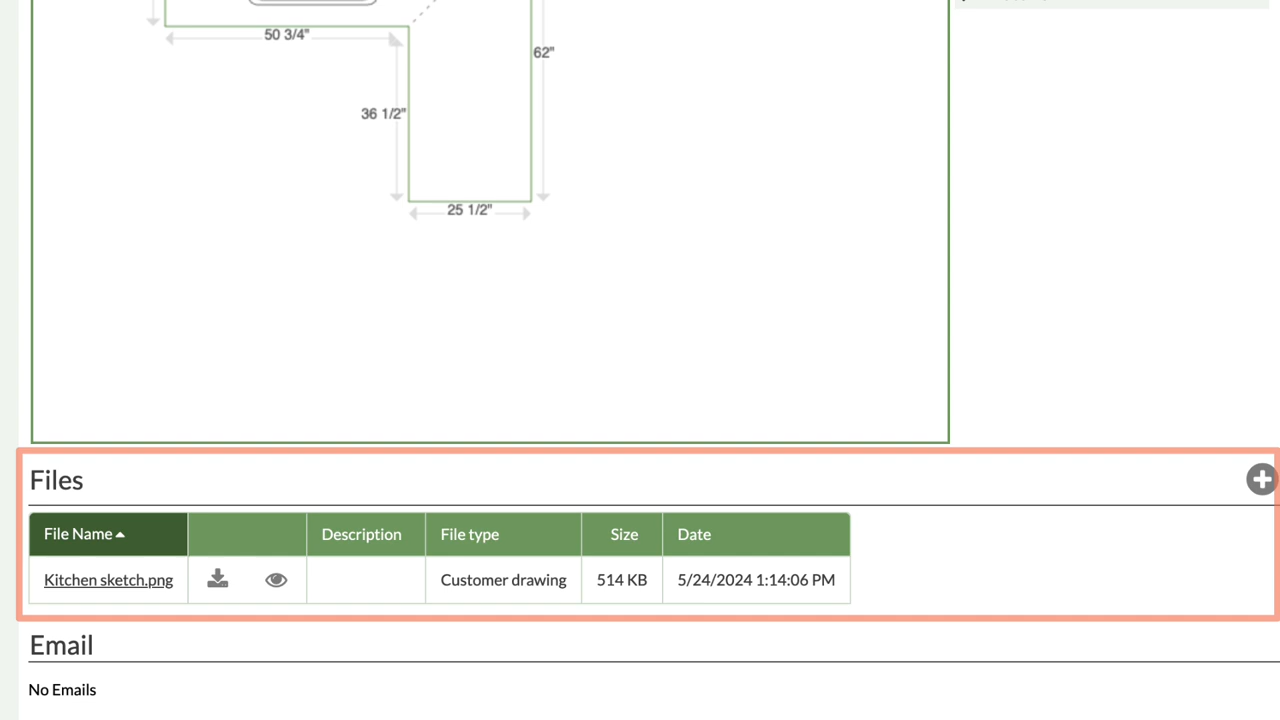 50 3/4"
62"
36 1/2"
25 1/2"
Files
File Name Description File type Size Date
Kitchen sketch.png Customer drawing 514 KB 5/24/2024 1:14:06 PM
Email
No Emails